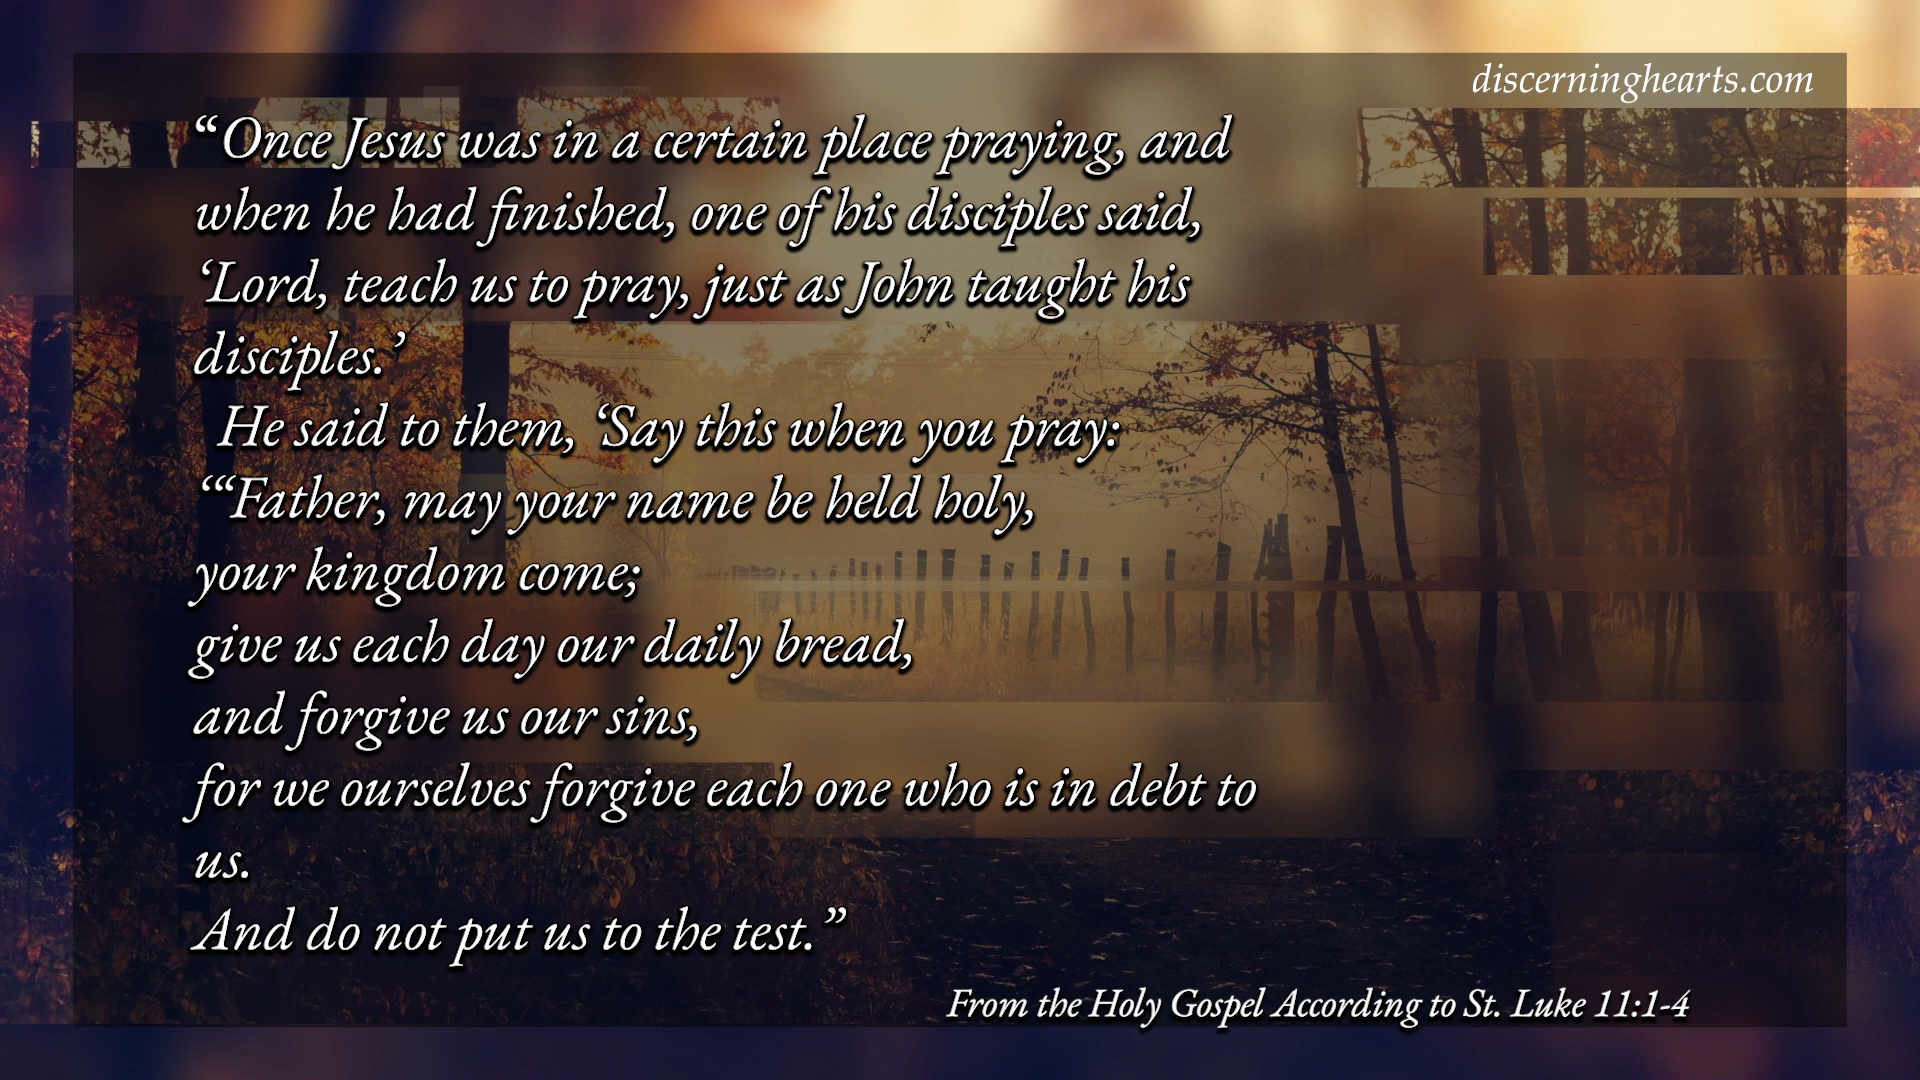 discerninghearts.com
“Once Jesus was in a certain place praying, and
when he had finished, one of his disciples said,
‘Lord, teach us to pray, just as John taught his
disciples.’
He said to them, ‘Say this when you pray:
‘“Father, may your name be held holy,
your kingdom come;
give us each day our daily bread,
and forgive us our sins,
for we ourselves forgive each one who is in debt to
us.
And do not put us to the test.”
From the Holy Gospel According to St. Luke 11:1-4